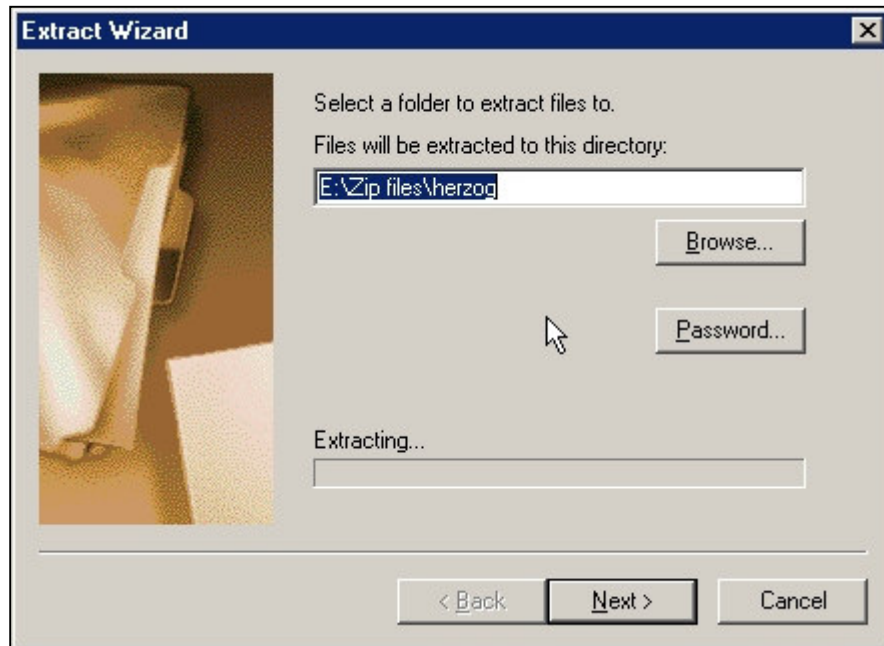 Extract Wizard
Select a folder to extract files to.
Files will be extracted to this directory:
E:\Zip files\herzog
Browse...
Password...
Extracting...
< Back
Next >
Cancel